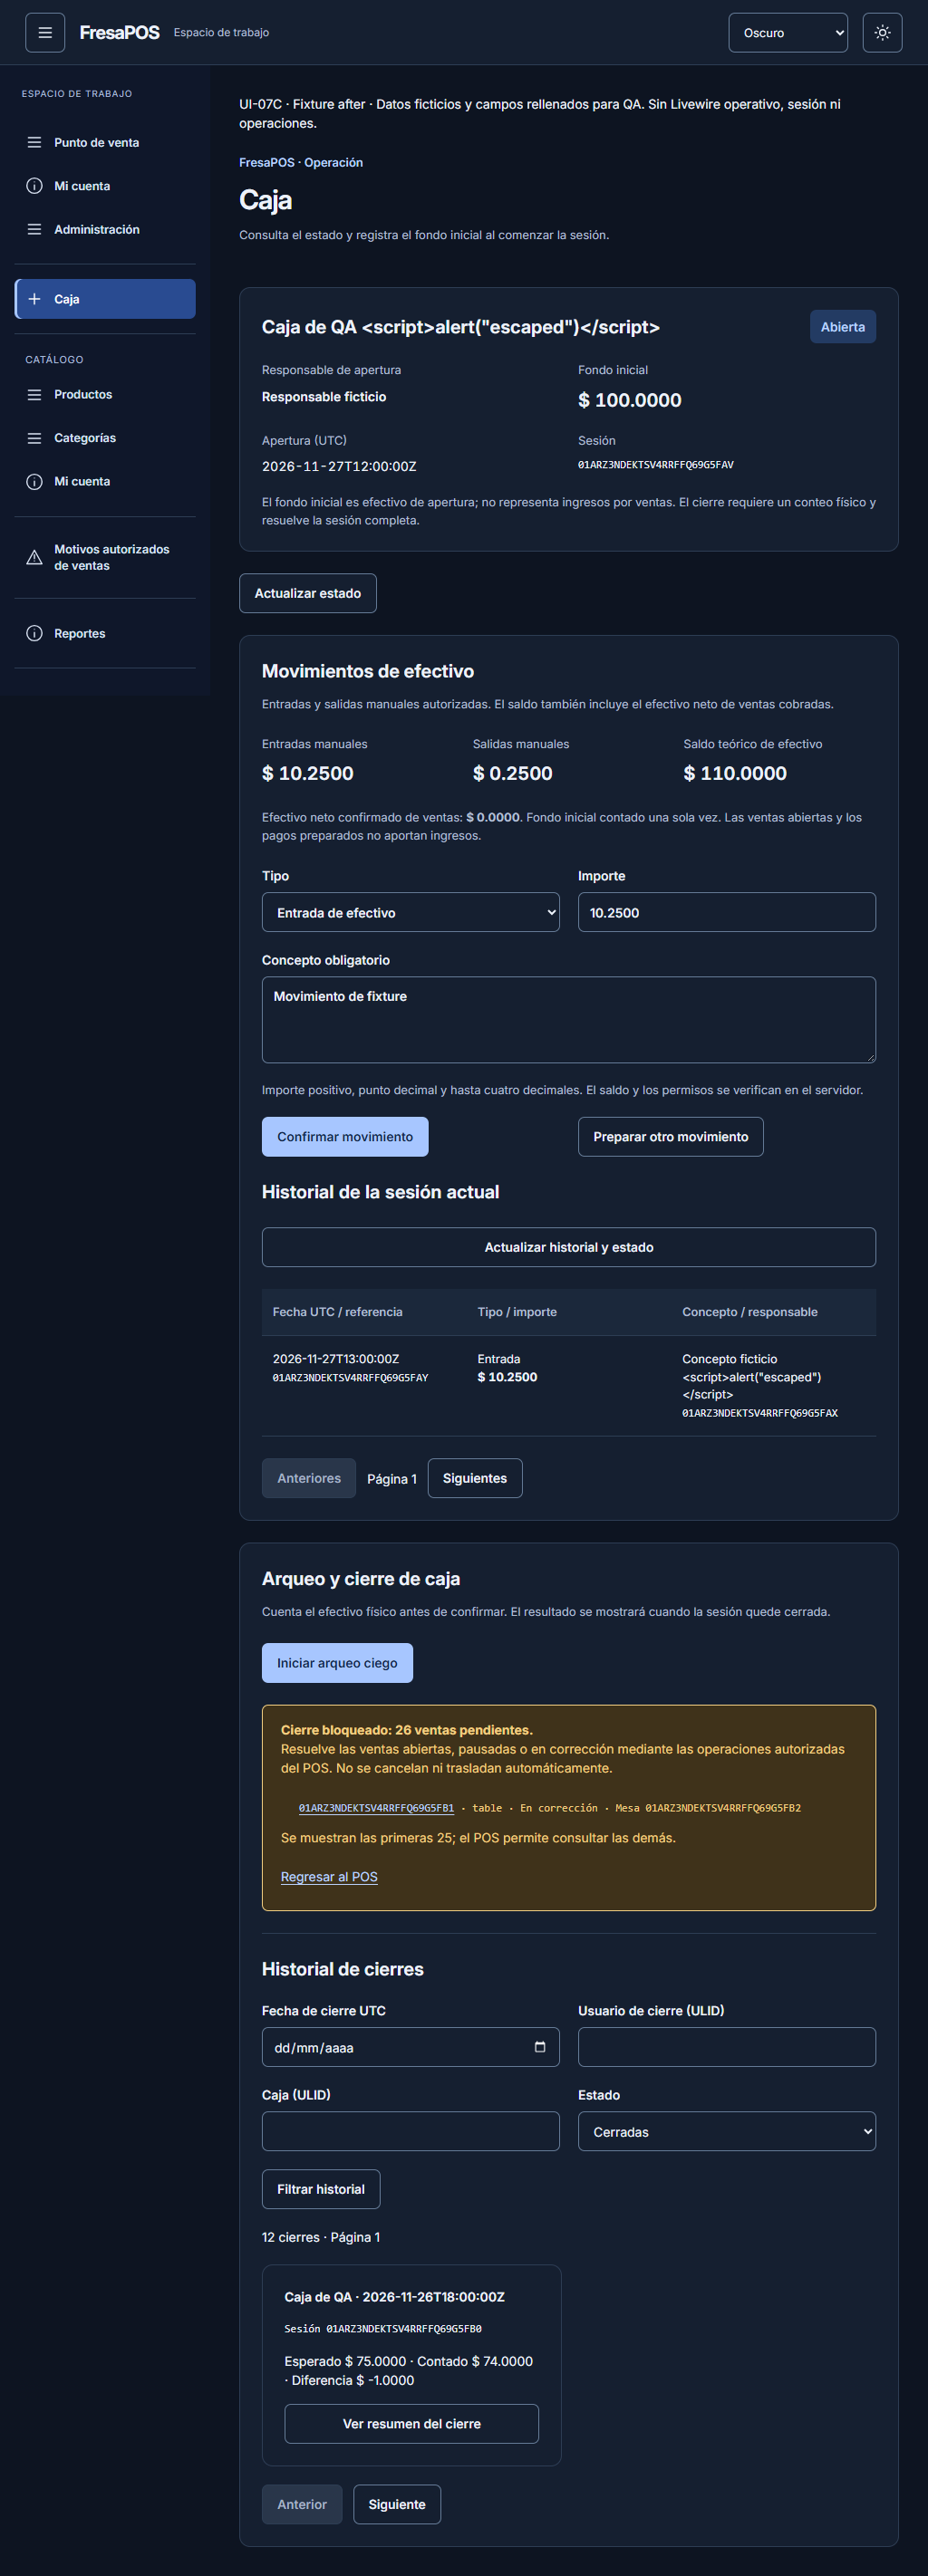 FresaPOS
Espacio de trabajo
Oscuro
ESPACIO DE TRABAJO
Punto de venta
Mi cuenta
Administración
Caja
CATÁLOGO
Productos
Categorías
Mi cuenta
Motivos autorizados
de ventas
Reportes
UI-07C · Fixture after · Datos ficticios y campos rellenados para QA. Sin Livewire operativo, sesión ni
operaciones.
FresaPOS · Operación
Caja
Consulta el estado y registra el fondo inicial al comenzar la sesión.
Caja de QA <script>alert("escaped")</script>
Abierta
Responsable de apertura
Fondo inicial
Responsable ficticio
$ 100.0000
Apertura (UTC)
Sesión
2026-11-27T12:00:00Z
01ARZ3NDEKTSV4RRFFQ69G5FAV
El fondo inicial es efectivo de apertura; no representa ingresos por ventas. El cierre requiere un conteo físico y
resuelve la sesión completa.
Actualizar estado
Movimientos de efectivo
Entradas y salidas manuales autorizadas. El saldo también incluye el efectivo neto de ventas cobradas.
Entradas manuales
Salidas manuales
Saldo teórico de efectivo
$ 10.2500
$ 0.2500
$ 110.0000
Efectivo neto confirmado de ventas: $ 0.0000. Fondo inicial contado una sola vez. Las ventas abiertas y los
pagos preparados no aportan ingresos.
Tipo
Importe
Entrada de efectivo
10.2500
Concepto obligatorio
Movimiento de fixture
Importe positivo, punto decimal y hasta cuatro decimales. El saldo y los permisos se verifican en el servidor.
Confirmar movimiento
Preparar otro movimiento
Historial de la sesión actual
Actualizar historial y estado
Fecha UTC / referencia
Tipo / importe
Concepto / responsable
2026-11-27T13:00:00Z
01ARZ3NDEKTSV4RRFFQ69G5FAY
Entrada
$ 10.2500
Concepto ficticio
<script>alert("escaped")
</script>
01ARZ3NDEKTSV4RRFFQ69G5FAX
Anteriores
Página 1
Siguientes
Arqueo y cierre de caja
Cuenta el efectivo físico antes de confirmar. El resultado se mostrará cuando la sesión quede cerrada.
Iniciar arqueo ciego
Cierre bloqueado: 26 ventas pendientes.
Resuelve las ventas abiertas, pausadas o en corrección mediante las operaciones autorizadas
del POS. No se cancelan ni trasladan automáticamente.
01ARZ3NDEKTSV4RRFFQ69G5FB1 · table · En corrección · Mesa 01ARZ3NDEKTSV4RRFFQ69G5FB2
Se muestran las primeras 25; el POS permite consultar las demás.
Regresar al POS
Historial de cierres
Fecha de cierre UTC
Usuario de cierre (ULID)
dd/mm/aaaa
Caja (ULID)
Estado
Cerradas
Filtrar historial
12 cierres · Página 1
Caja de QA · 2026-11-26T18:00:00Z
Sesión 01ARZ3NDEKTSV4RRFFQ69G5FB0
Esperado $ 75.0000 · Contado $ 74.0000
· Diferencia $ -1.0000
Ver resumen del cierre
Anterior
Siguiente